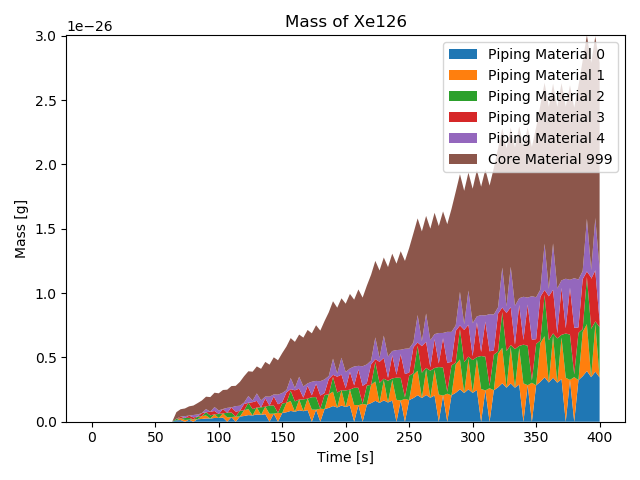 Mass of Xe126
1e−26
3.0
2.5
2.0
1.5
1.0
0.5
0.0
Mass [g]
Piping Material 0
Piping Material 1
Piping Material 2
Piping Material 3
Piping Material 4
Core Material 999
0 50 100 150 200 250 300 350 400
Time [s]